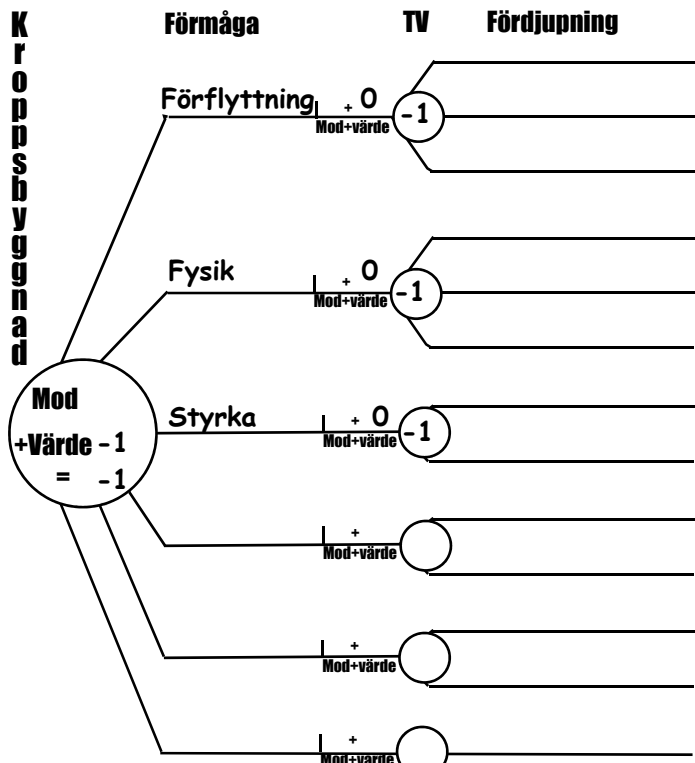 Kroppsbyggnad
Förmåga TV Fördjupning
Förflyttning + 0 -1
Mod+värde
Fysik + 0 -1
Mod+värde
Mod
Styrka + 0 -1
+Värde -1 Mod+värde
= -1
+
Mod+värde
+
Mod+värde
+
Mod+värde